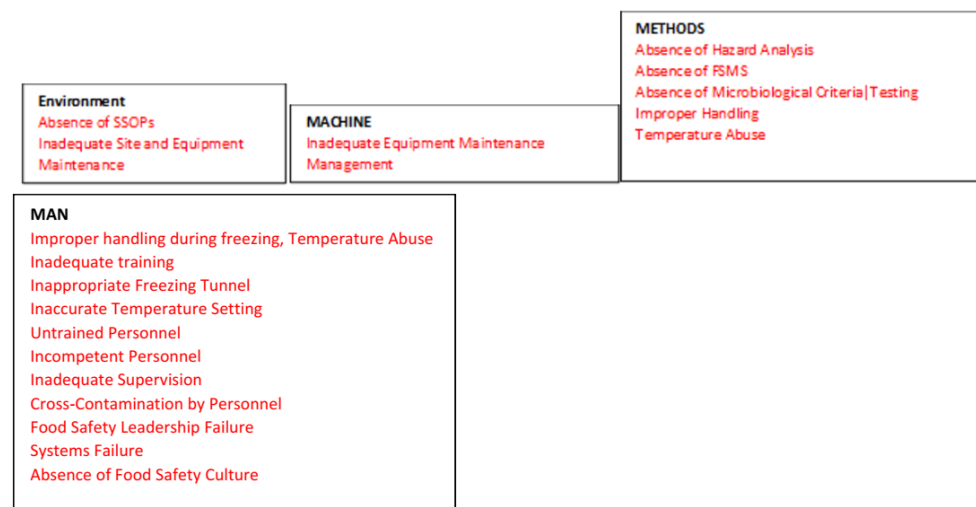 METHODS
Absence of Hazard Analysis
Absence of FSMS
Absence of Microbiological Criteria|Testing
Improper Handling
Temperature Abuse
Environment
Absence of SSOPs
Inadequate Site and Equipment
Maintenance
MACHINE
Inadequate Equipment Maintenance
Management
MAN
Improper handling during freezing, Temperature Abuse
Inadequate training
Inappropriate Freezing Tunnel
Inaccurate Temperature Setting
Untrained Personnel
Incompetent Personnel
Inadequate Supervision
Cross-Contamination by Personnel
Food Safety Leadership Failure
Systems Failure
Absence of Food Safety Culture